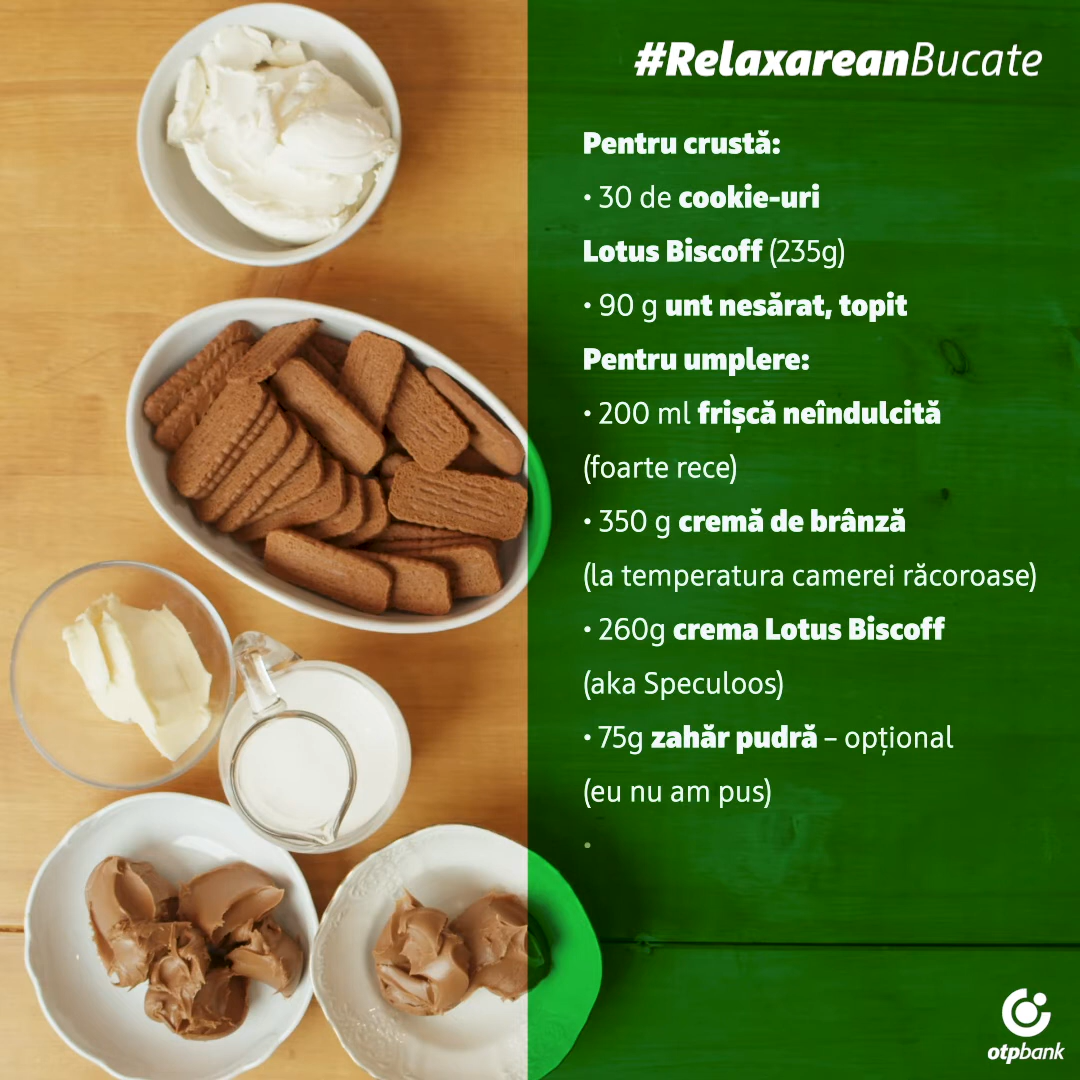 #RelaxareanBucate
Pentru crustă:
• 30 de cookie-uri
Lotus Biscoff (235g)
• 90 g unt nesărat, topit
Pentru umplere:
• 200 ml frișcă neîndulcită
(foarte rece)
• 350 g cremă de brânză
(la temperatura camerei răcoroase)
• 260g crema Lotus Biscoff
(aka Speculoos)
• 75g zahăr pudră – opțional
(eu nu am pus)
•
otpbank